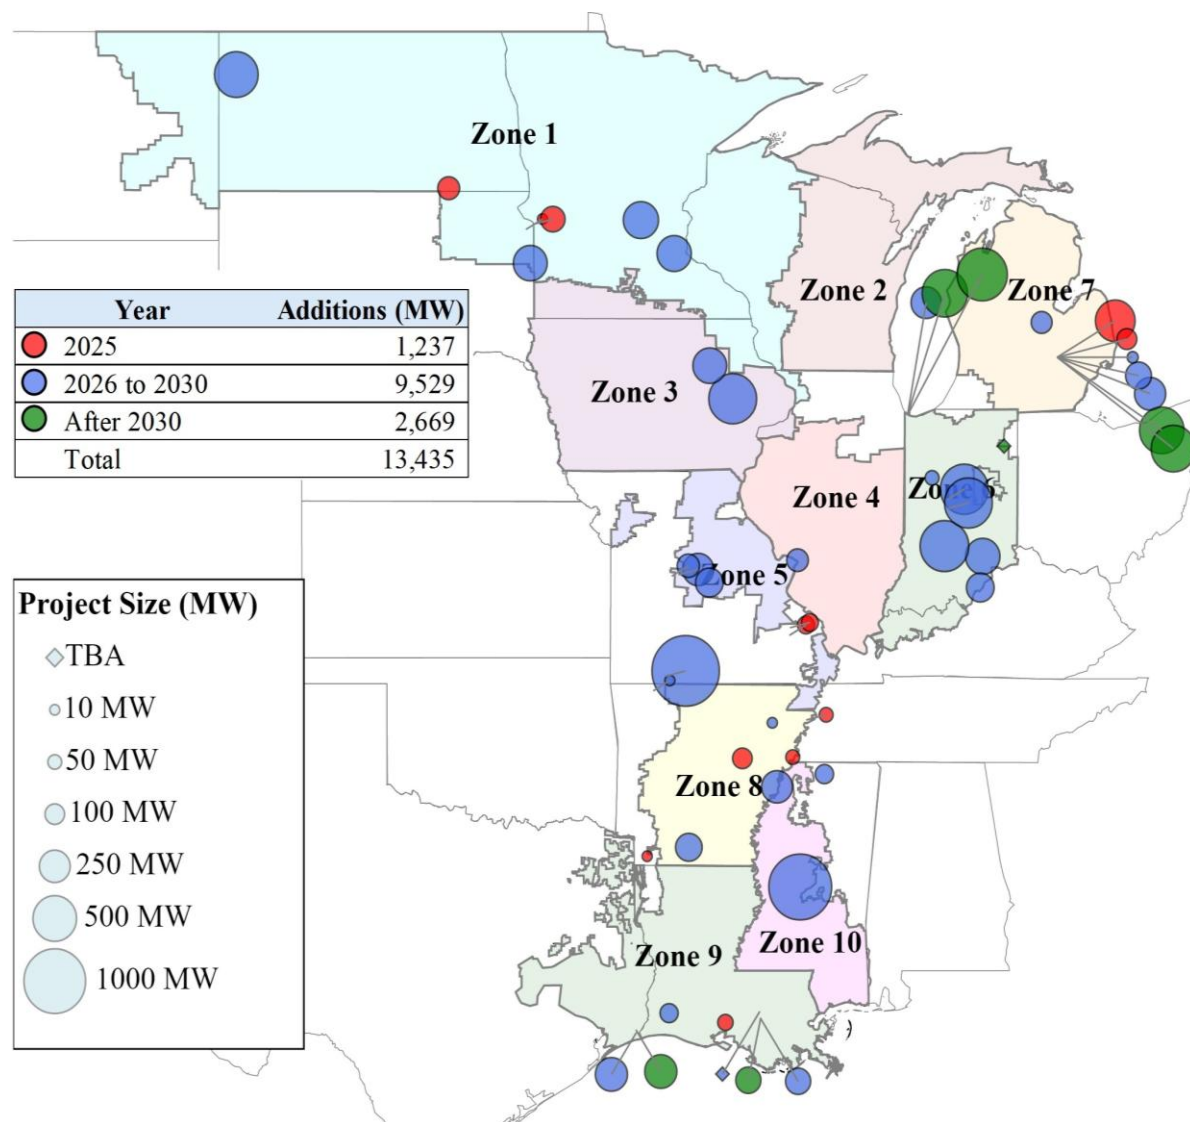 Zone 1
Zone 2
Zone 7
Year Additions (MW)
2025 1,237
2026 to 2030 9,529
After 2030 2,669
Total 13,435
Zone 3
Zone 4
Zone 6
Zone 5
Project Size (MW)
TBA
10 MW
50 MW
100 MW
250 MW
500 MW
1000 MW
Zone 8
Zone 9
Zone 10